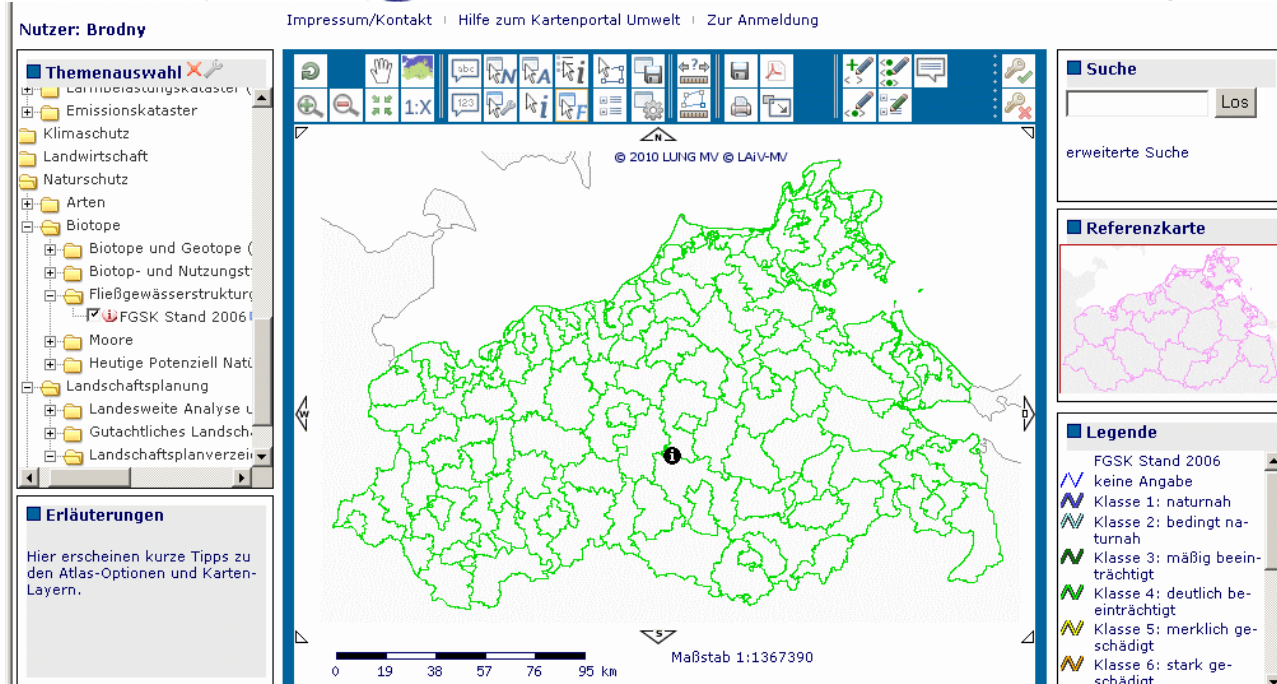 Nutzer: Brodny
Impressum/Kontakt | Hilfe zum Kartenportal Umwelt | Zur Anmeldung
Themenauswahl
Lärmbelastungskataster (
Emissionskataster
Klimaschutz
Landwirtschaft
Naturschutz
Arten
Biotope
Biotope und Geotope (
Biotop- und Nutzungst
Fließgewässerstrukturg
FGSK Stand 2006
Moore
Heutige Potenziell Natü
Landschaftsplanung
Landesweite Analyse u
Gutachtliches Landsch
Landschaftsplanverzei
Erläuterungen
Hier erscheinen kurze Tipps zu
den Atlas-Optionen und Karten-
Layern.
abc N A i ?
1:X 123 i F
N
© 2010 LUNG MV © LAiV-MV
W
i
O
S
0 19 38 57 76 95 km
Maßstab 1:1367390
Suche
Los
erweiterte Suche
Referenzkarte
Legende
FGSK Stand 2006
keine Angabe
Klasse 1: naturnah
Klasse 2: bedingt na-
turnah
Klasse 3: mäßig beein-
trächtigt
Klasse 4: deutlich be-
einträchtigt
Klasse 5: merklich ge-
schädigt
Klasse 6: stark ge-
schädigt